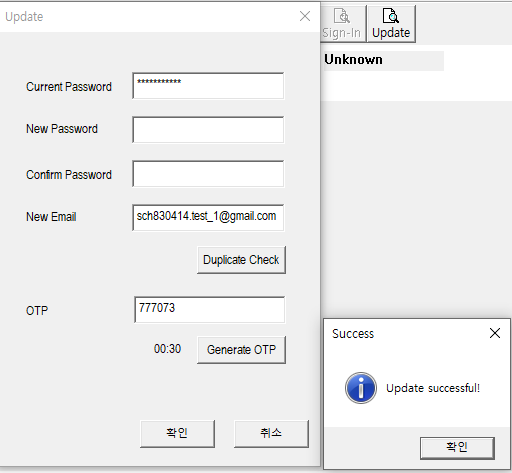 Update
Sign-In Update
Unknown
Current Password ***********
New Password
Confirm Password
New Email sch830414.test_1@gmail.com
Duplicate Check
OTP 777073
00:30 Generate OTP
확인 취소
Success
Update successful!
확인